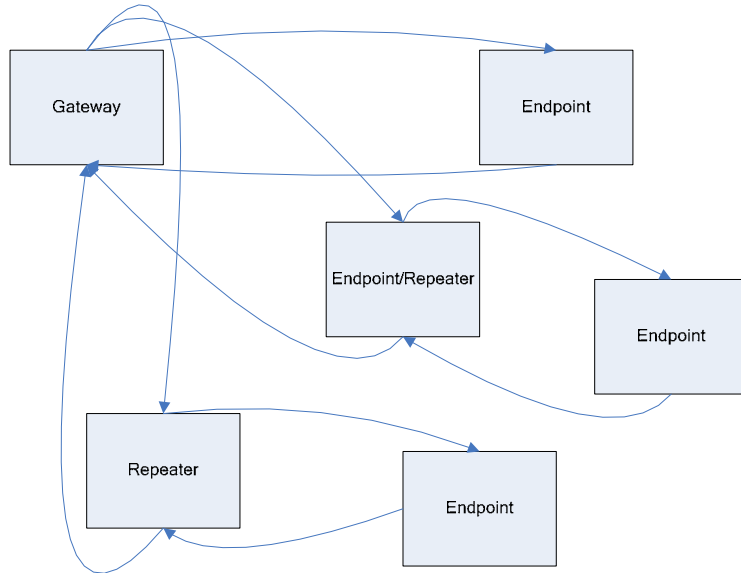 Gateway
Endpoint
Endpoint/Repeater
Endpoint
Repeater
Endpoint